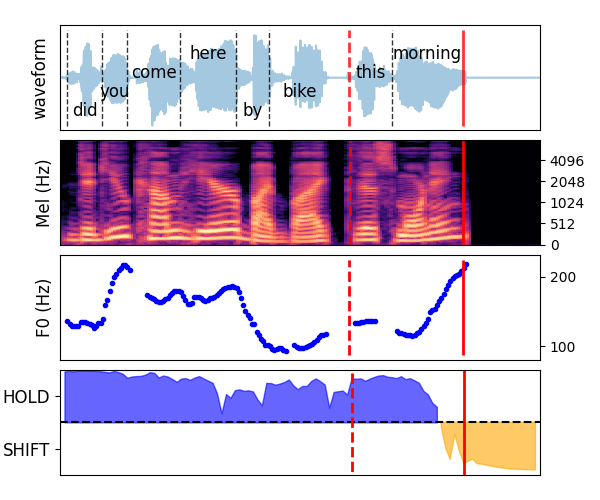 waveform
did
you
come
here
by
bike
this
morning
Mel (Hz)
4096
2048
1024
512
0
F0 (Hz)
200
100
HOLD
SHIFT